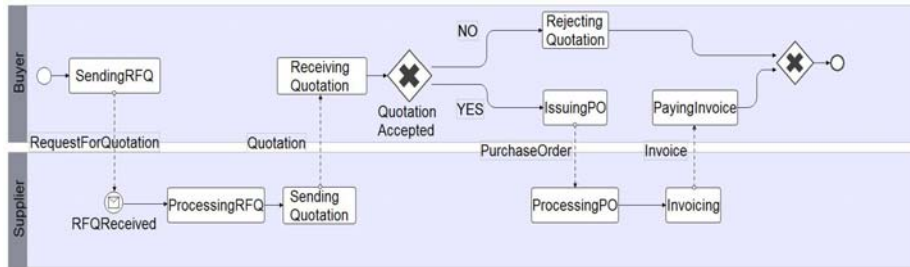 Buyer
SendingRFQ
RequestForQuotation
Receiving
Quotation
Quotation
Quotation
Accepted
NO
YES
Rejecting
Quotation
IssuingPO
PurchaseOrder
PayingInvoice
Invoice
Supplier
RFQReceived
ProcessingRFQ
Sending
Quotation
ProcessingPO
Invoicing